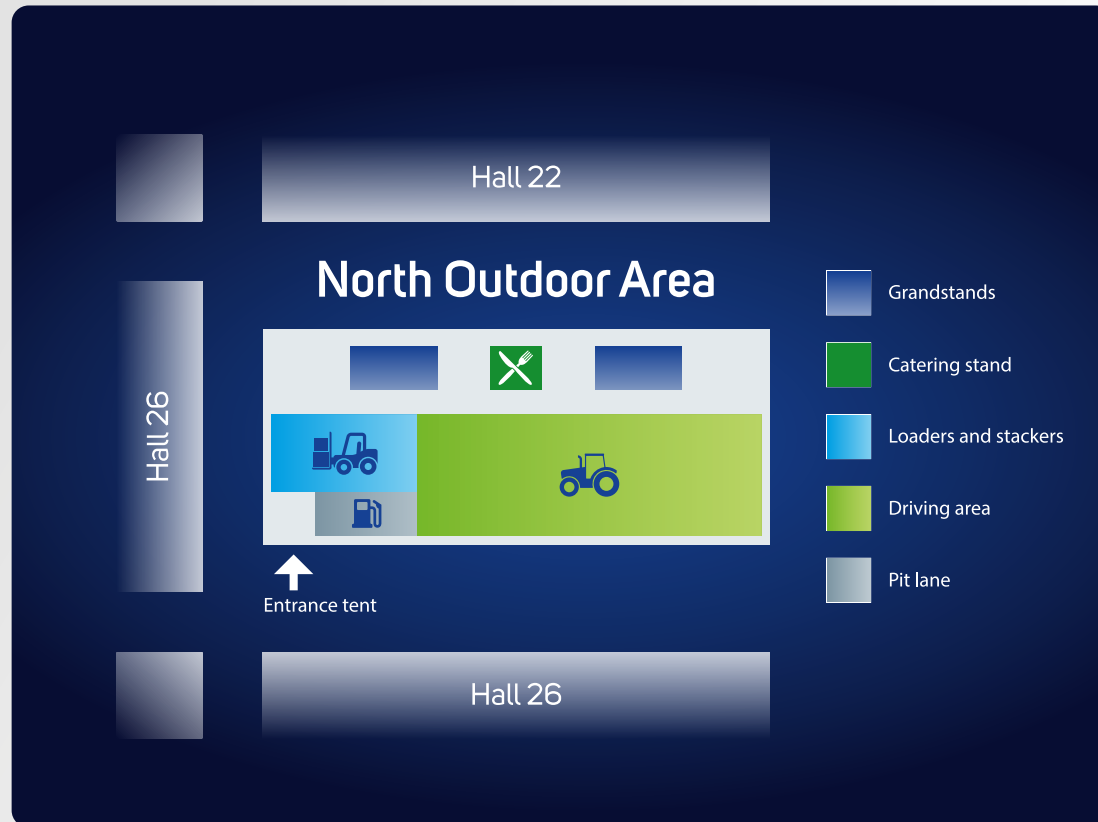 Hall 22
North Outdoor Area
Hall 26
Entrance tent
Hall 26
Grandstands
Catering stand
Loaders and stackers
Driving area
Pit lane